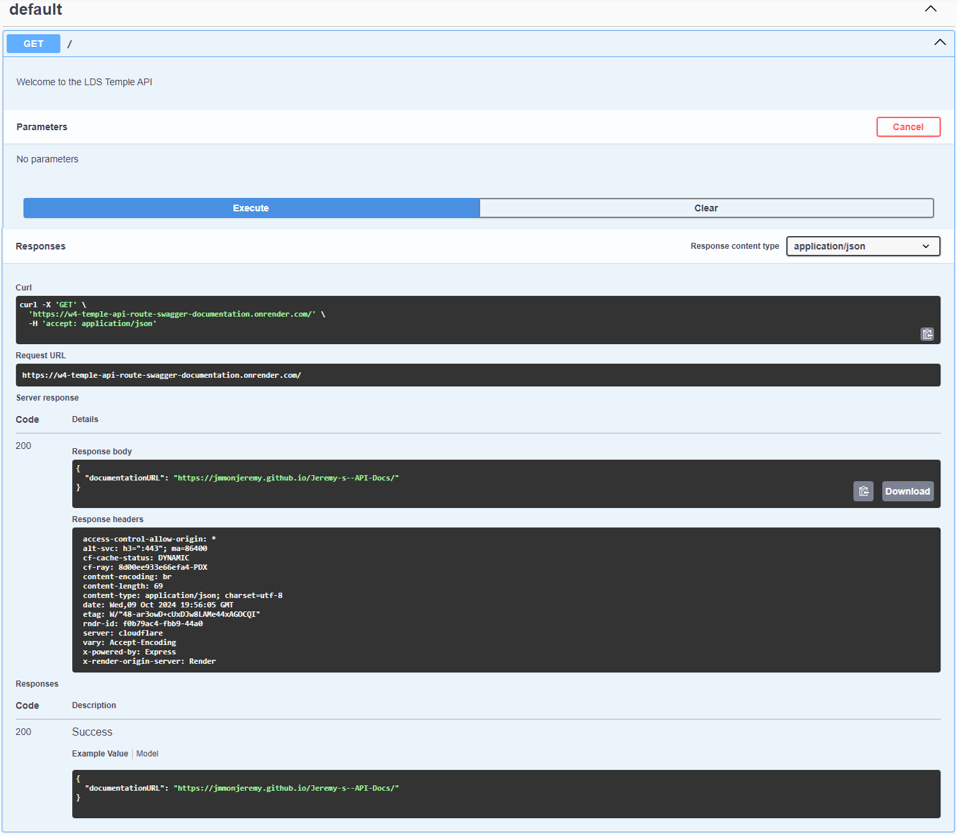 default
GET /
Welcome to the LDS Temple API
Parameters
Cancel
No parameters
Execute
Clear
Responses
Response content type
application/json
Curl
curl -X 'GET' \
'https://w4-temple-api-route-swagger-documentation.onrender.com/' \
-H 'accept: application/json'
Request URL
https://w4-temple-api-route-swagger-documentation.onrender.com/
Server response
Code Details
200
Response body
{
"documentationURL": "https://jmmonjeremy.github.io/Jeremy-s--API-Docs/"
}
Download
Response headers
access-control-allow-origin: *
alt-svc: h3=":443"; ma=86400
cf-cache-status: DYNAMIC
cf-ray: 8d00ee933e66efa4-PDX
content-encoding: br
content-length: 69
content-type: application/json; charset=utf-8
date: Wed,09 Oct 2024 19:56:05 GMT
etag: W/"48-ar3owD+cUxDJw8LAMe44xAGOCQI"
rndr-id: f0b79ac4-fbb9-44a0
server: cloudflare
vary: Accept-Encoding
x-powered-by: Express
x-render-origin-server: Render
Responses
Code Description
200 Success
Example Value | Model
{
"documentationURL": "https://jmmonjeremy.github.io/Jeremy-s--API-Docs/"
}